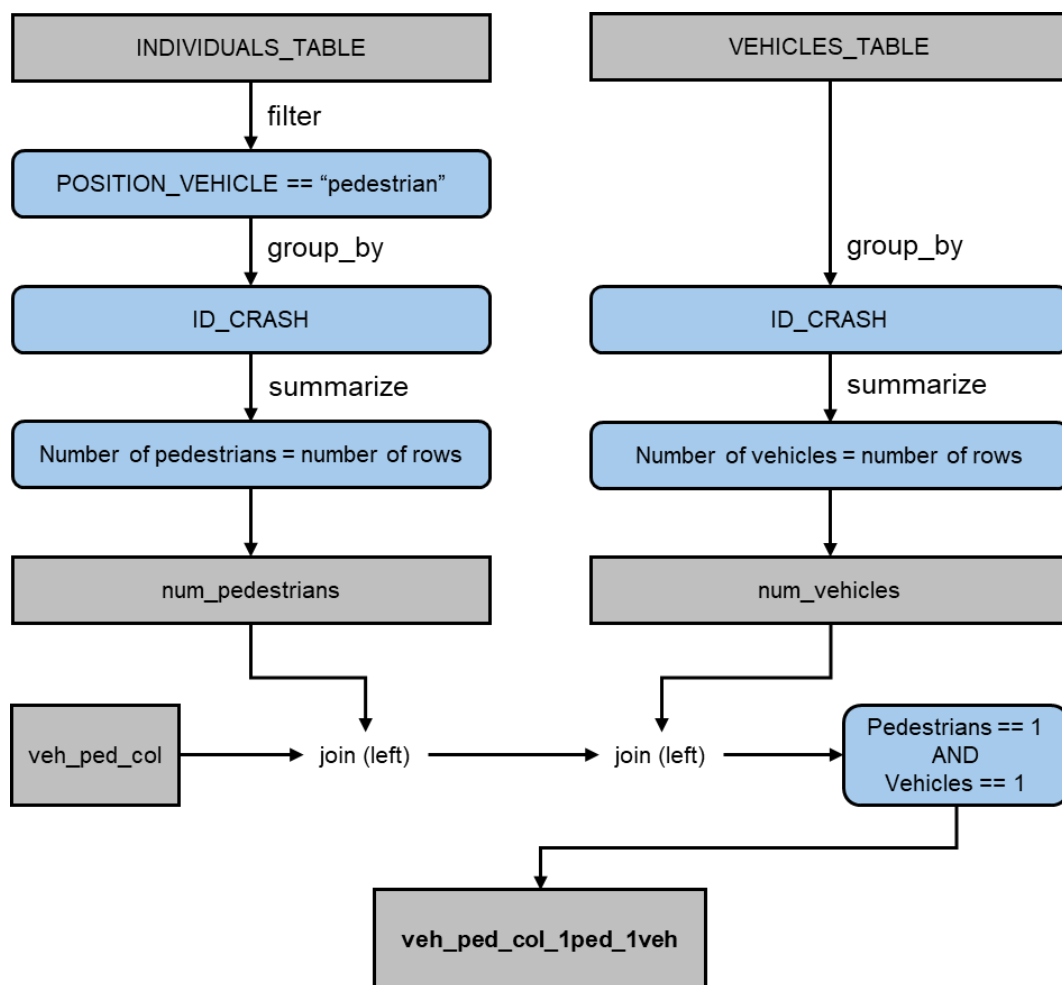 INDIVIDUALS_TABLE
VEHICLES_TABLE
filter
POSITION_VEHICLE == “pedestrian”
group_by
group_by
ID_CRASH
ID_CRASH
summarize
summarize
Number of pedestrians = number of rows
Number of vehicles = number of rows
num_pedestrians
num_vehicles
veh_ped_col
join (left)
join (left)
Pedestrians == 1
AND
Vehicles == 1
veh_ped_col_1ped_1veh